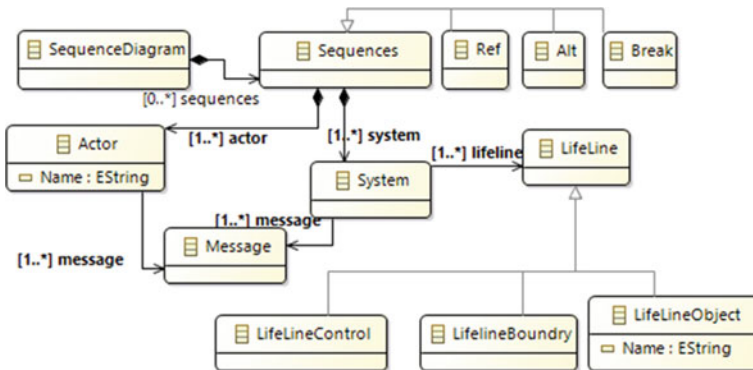 SequenceDiagram
Sequences
Ref
Alt
Break
[0..*] sequences
[1..*] actor
[1..*] system
Actor
Name : EString
[1..*] lifeline
LifeLine
System
[1..*] message
Message
[1..*] message
LifeLineControl
LifelineBoundry
LifeLineObject
Name : EString